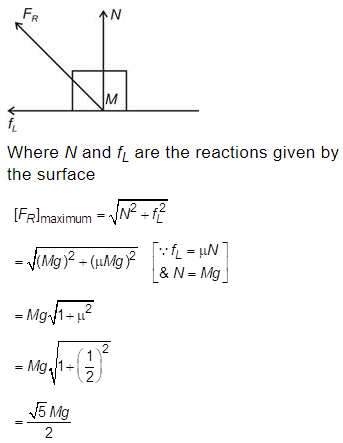 F_R N
M
f_L
Where N and f_L are the reactions given by
the surface
[F_R]_maximum = √(N² + f_L²)
= √((Mg)² + (μMg)²) [∵ f_L = μN & N = Mg]
= Mg√(1+μ²)
= Mg√(1+(1/2)²)
= √5 Mg / 2